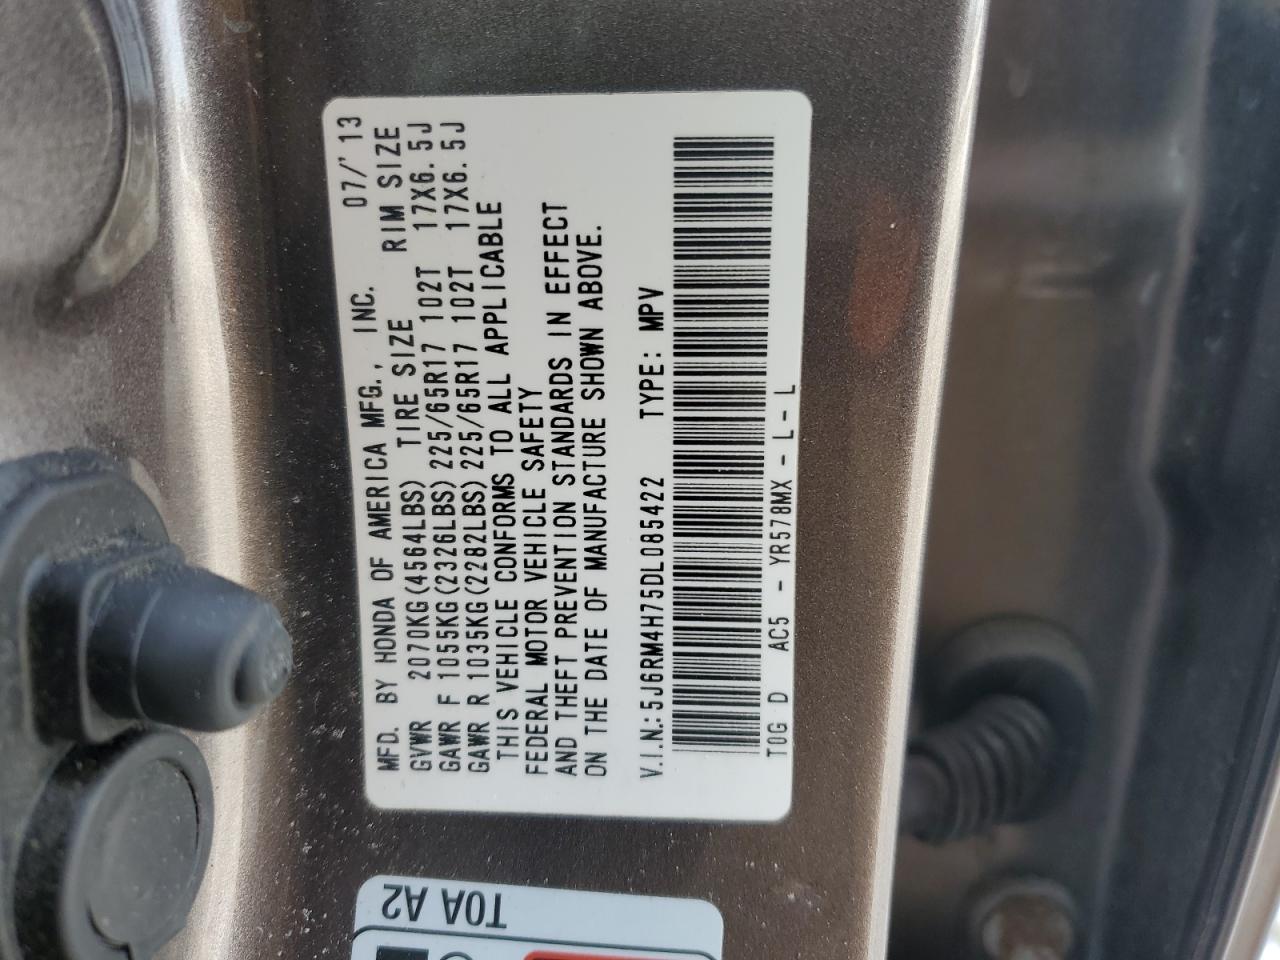 MFD. BY HONDA OF AMERICA MFG., INC. 07/'13
GVWR 2070KG(4564LBS) TIRE SIZE RIM SIZE
GAWR F 1055KG(2326LBS) 225/65R17 102T 17X6.5J
GAWR R 1035KG(2282LBS) 225/65R17 102T 17X6.5J
THIS VEHICLE CONFORMS TO ALL APPLICABLE
FEDERAL MOTOR VEHICLE SAFETY
AND THEFT PREVENTION STANDARDS IN EFFECT
ON THE DATE OF MANUFACTURE SHOWN ABOVE.
V.I.N.: 5J6RM4H75DL085422 TYPE: MPV
T0G D AC5 - YR578MX - L - L
T0A A2